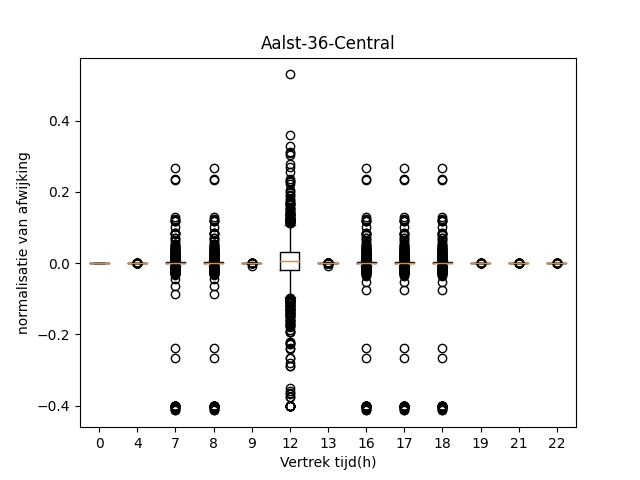 Aalst-36-Central
normalisatie van afwijking
0.4
0.2
0.0
−0.2
−0.4
0 4 7 8 9 12 13 16 17 18 19 21 22
Vertrek tijd(h)